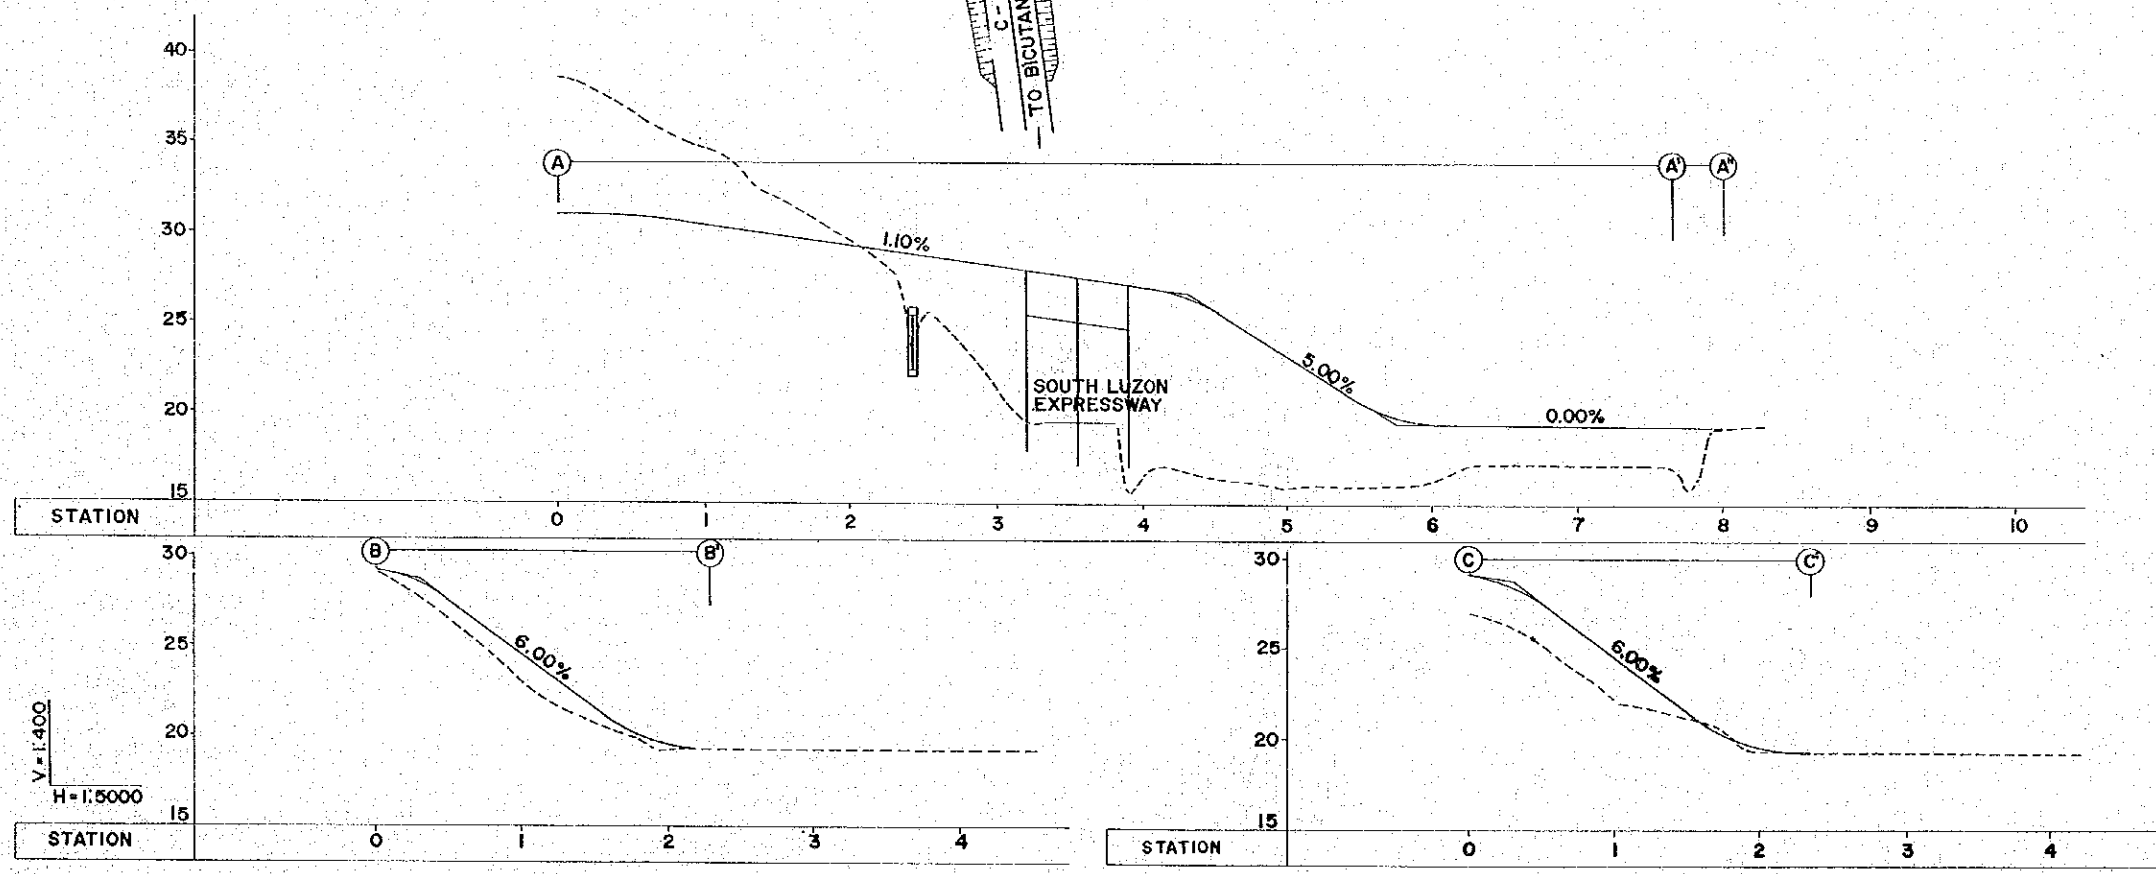 C-
TO BICUTAN
40
35
30
25
20
15
A
A'
A"
1.10%
5.00%
0.00%
SOUTH LUZON
EXPRESSWAY
STATION
0 1 2 3 4 5 6 7 8 9 10
30
25
20
15
B
B'
6.00%
V=1:400
H=1:5000
STATION
0 1 2 3 4
30
25
20
15
C
C'
6.00%
STATION
0 1 2 3 4